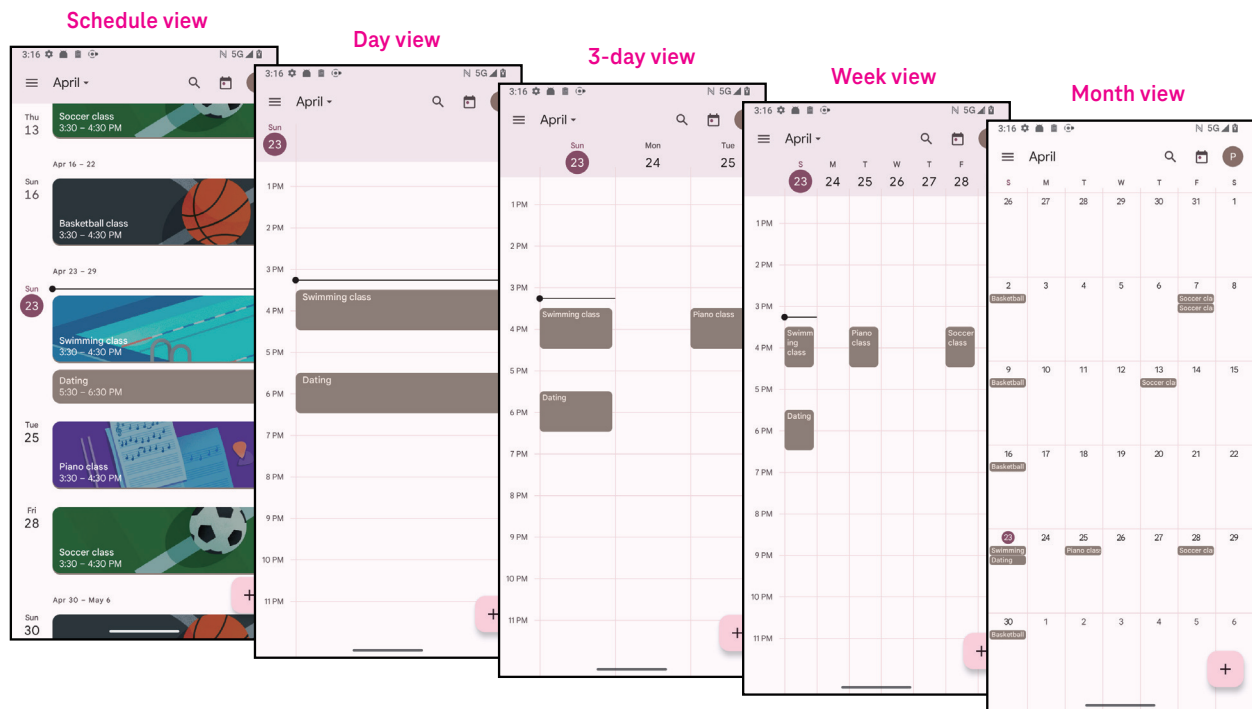 Schedule view
3:16 N 5G
April
Thu
13
Soccer class
3:30 – 4:30 PM
Apr 16 – 22
Sun
16
Basketball class
3:30 – 4:30 PM
Apr 23 – 29
Sun
23
Swimming class
3:30 – 4:30 PM
Dating
5:30 – 6:30 PM
Tue
25
Piano class
3:30 – 4:30 PM
Fri
28
Soccer class
3:30 – 4:30 PM
Apr 30 – May 6
Sun
30
+
Day view
3:16 N 5G
April
Sun
23
1 PM
2 PM
3 PM
Swimming class
4 PM
5 PM
Dating
6 PM
7 PM
8 PM
9 PM
10 PM
11 PM
+
3-day view
3:16 N 5G
April
Sun Mon Tue
23 24 25
1 PM
2 PM
3 PM
Swimming class Piano class
4 PM
5 PM
Dating
6 PM
7 PM
8 PM
9 PM
10 PM
11 PM
+
Week view
3:16 N 5G
April
S M T W T F
23 24 25 26 27 28
1 PM
2 PM
3 PM
Swimm Piano Soccer
ing class class
class
4 PM
5 PM
Dating
6 PM
7 PM
8 PM
9 PM
10 PM
11 PM
+
Month view
3:16 N 5G
April P
S M T W T F S
26 27 28 29 30 31 1
2 3 4 5 6 7 8
Basketball Soccer cla
Soccer cla
9 10 11 12 13 14 15
Basketball Soccer cla
16 17 18 19 20 21 22
Basketball
23 24 25 26 27 28 29
Swimming Piano clas Soccer cla
Dating
30 1 2 3 4 5 6
Basketball
+